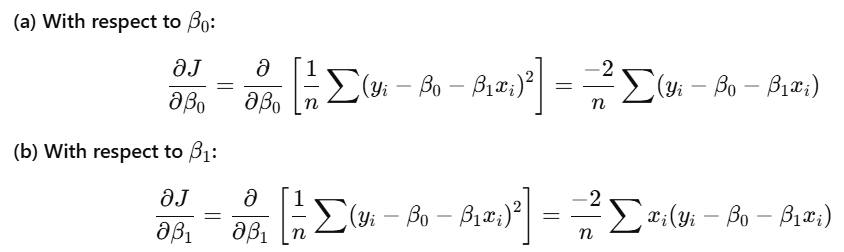 (a) With respect to β₀:
∂J/∂β₀ = ∂/∂β₀ [1/n ∑(yᵢ − β₀ − β₁xᵢ)²] = −2/n ∑(yᵢ − β₀ − β₁xᵢ)
(b) With respect to β₁:
∂J/∂β₁ = ∂/∂β₁ [1/n ∑(yᵢ − β₀ − β₁xᵢ)²] = −2/n ∑ xᵢ(yᵢ − β₀ − β₁xᵢ)